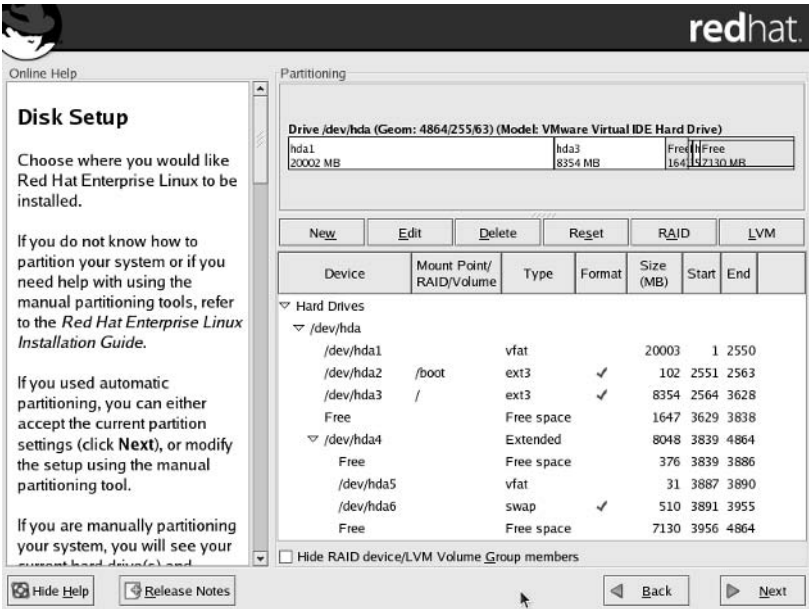 redhat.
Online Help
Disk Setup
Choose where you would like
Red Hat Enterprise Linux to be
installed.
If you do not know how to
partition your system or if you
need help with using the
manual partitioning tools, refer
to the Red Hat Enterprise Linux
Installation Guide.
If you used automatic
partitioning, you can either
accept the current partition
settings (click Next), or modify
the setup using the manual
partitioning tool.
If you are manually partitioning
your system, you will see your
current hard drive(s) and
Partitioning
Drive /dev/hda (Geom: 4864/255/63) (Model: VMware Virtual IDE Hard Drive)
hda1 hda3 Free Free
20002 MB 8354 MB 7130 MB
New Edit Delete Reset RAID LVM
Device Mount Point/ RAID/Volume Type Format Size (MB) Start End
Hard Drives
/dev/hda
/dev/hda1 vfat 20003 1 2550
/dev/hda2 /boot ext3 102 2551 2563
/dev/hda3 / ext3 8354 2564 3628
Free Free space 1647 3629 3838
/dev/hda4 Extended 8048 3839 4864
Free Free space 376 3839 3886
/dev/hda5 vfat 31 3887 3890
/dev/hda6 swap 510 3891 3955
Free Free space 7130 3956 4864
Hide RAID device/LVM Volume Group members
Hide Help Release Notes Back Next